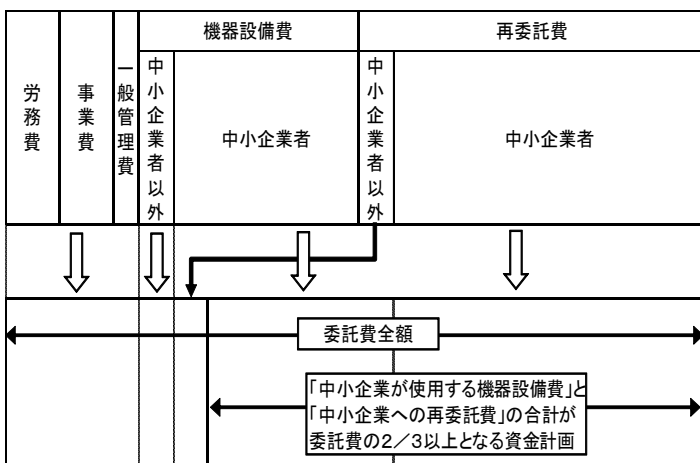 機器設備費
再委託費
労務費
事業費
一般管理費
中小企業者以外
中小企業者
中小企業者以外
中小企業者
委託費全額
「中小企業が使用する機器設備費」と
「中小企業への再委託費」の合計が
委託費の2/3以上となる資金計画